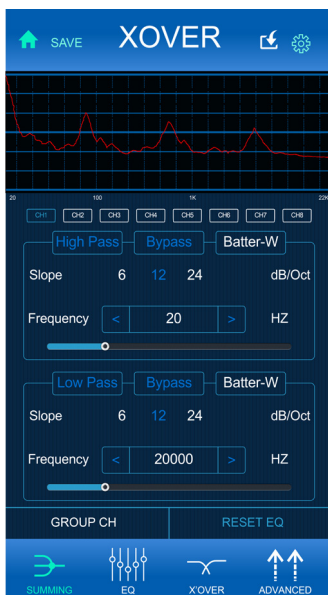 SAVE XOVER
20 100 1K 22K
CH1 CH2 CH3 CH4 CH5 CH6 CH7 CH8
High Pass Bypass Batter-W
Slope 6 12 24 dB/Oct
Frequency < 20 > HZ
Low Pass Bypass Batter-W
Slope 6 12 24 dB/Oct
Frequency < 20000 > HZ
GROUP CH RESET EQ
SUMMING EQ X'OVER ADVANCED